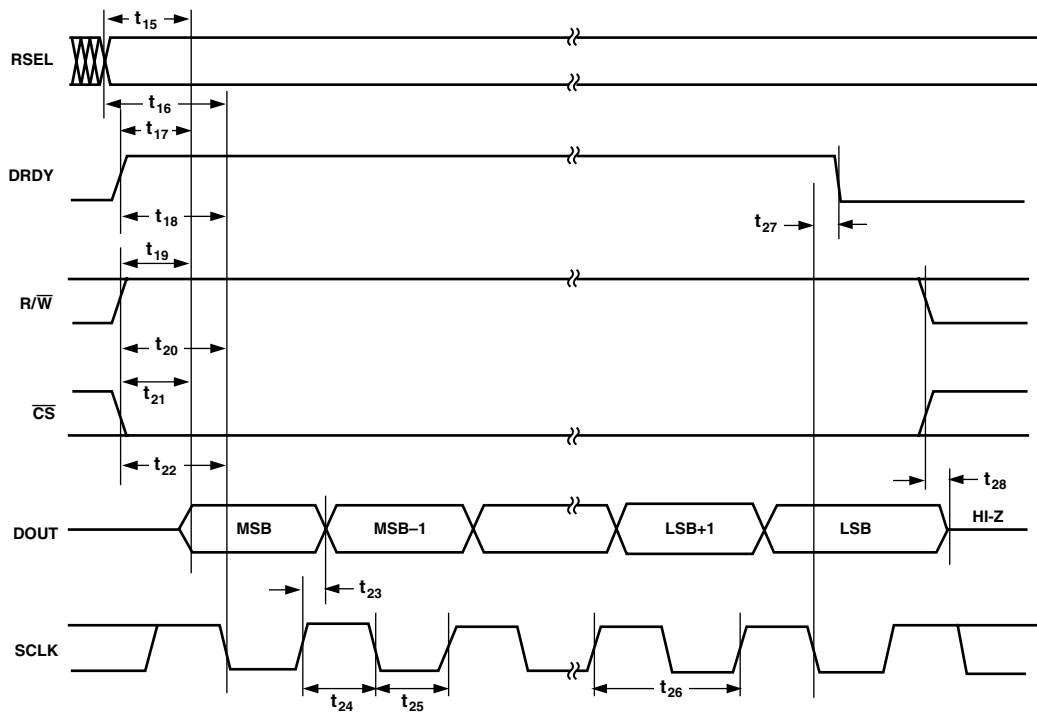 t15
RSEL
t16
t17
DRDY
t18
t27
t19
R/W̅
t20
t21
C̅S̅
t22
t28
DOUT
MSB
MSB–1
LSB+1
LSB
HI-Z
t23
SCLK
t24
t25
t26